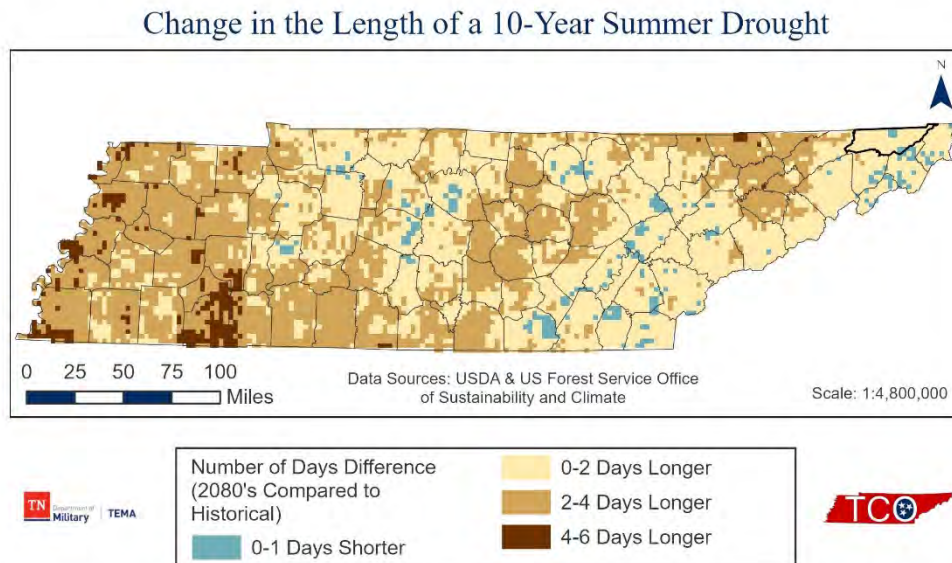 Change in the Length of a 10-Year Summer Drought
N
0 25 50 75 100
Miles
Data Sources: USDA & US Forest Service Office
of Sustainability and Climate
Scale: 1:4,800,000
TN
Department of
Military
TEMA
Number of Days Difference
(2080's Compared to
Historical)
0-1 Days Shorter
0-2 Days Longer
2-4 Days Longer
4-6 Days Longer
TCO